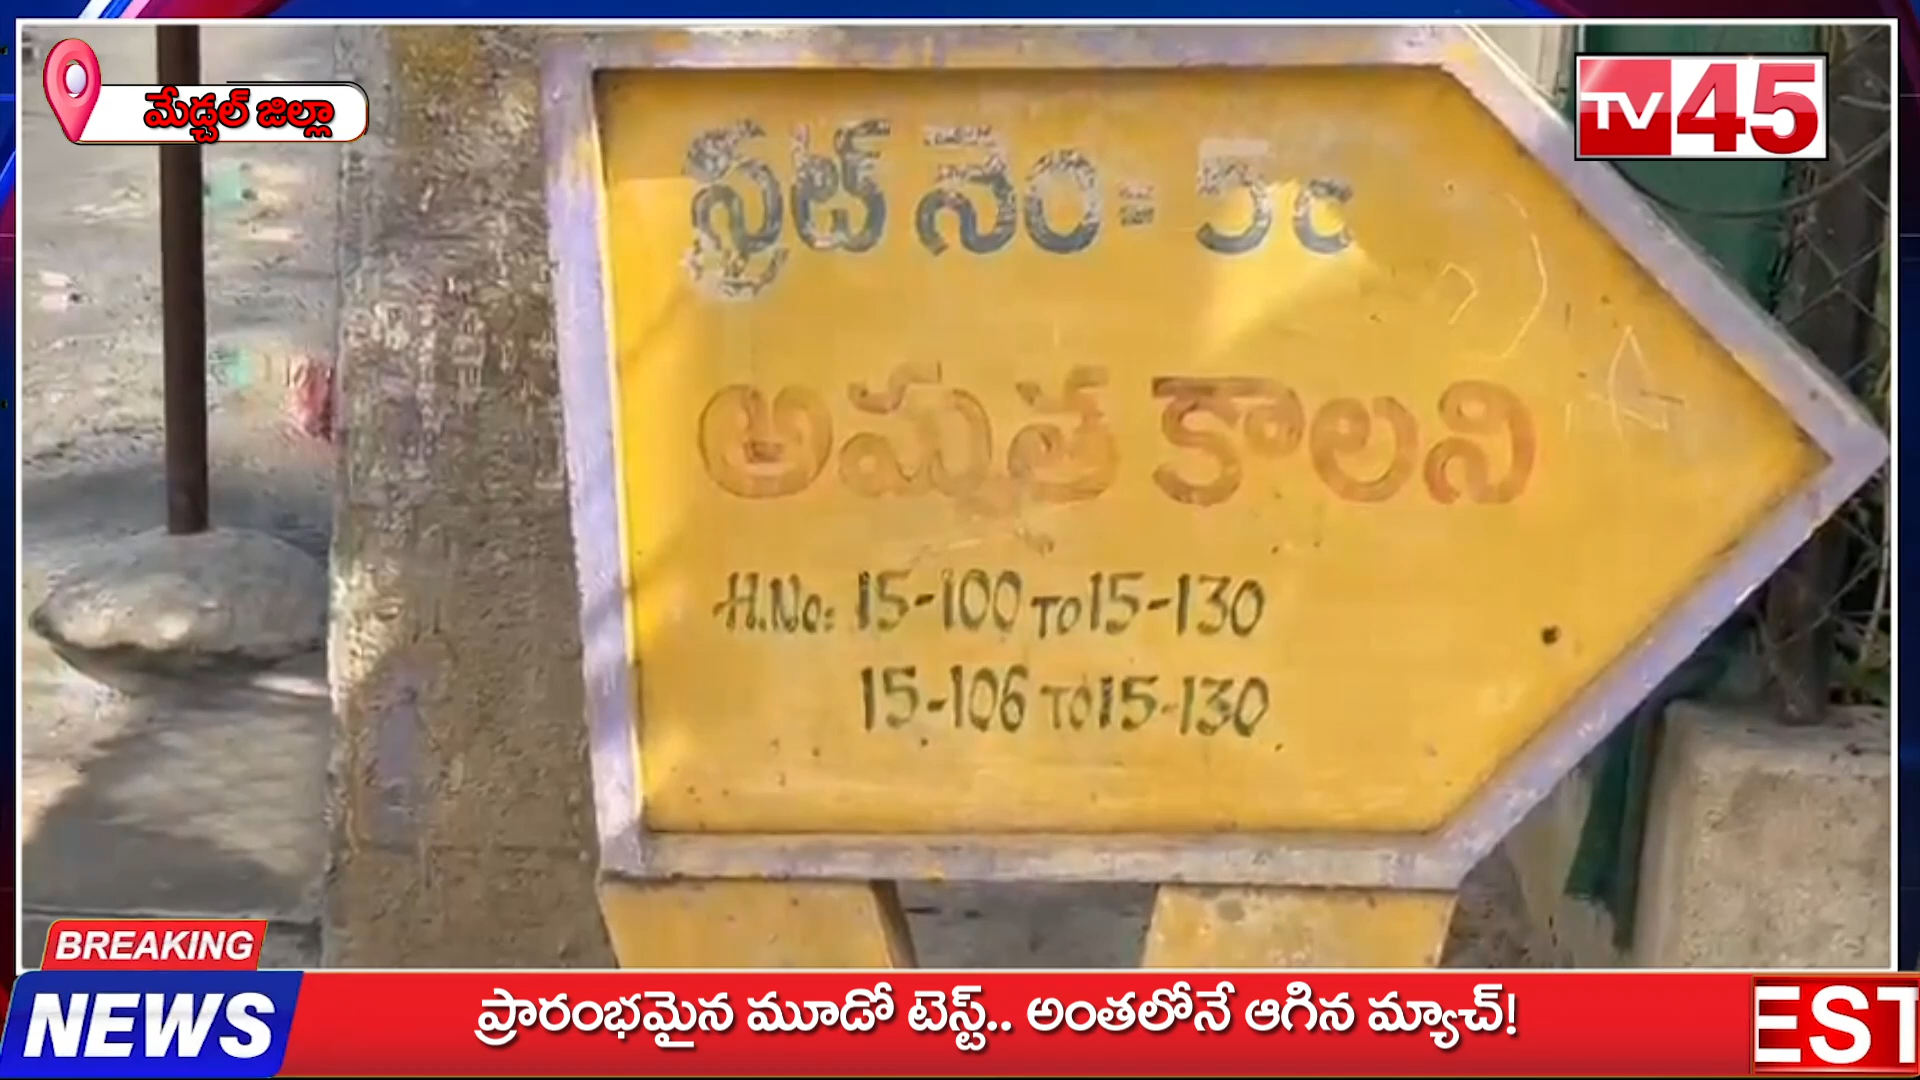 మేడ్చల్ జిల్లా
TV45
స్ట్రీట్ నెం=
అమృత కాలని
H.No: 15-100 TO 15-130
15-106 TO 15-130
BREAKING
NEWS
ప్రారంభమైన మూడో టెస్ట్.. అంతలోనే ఆగిన మ్యాచ్!
EST